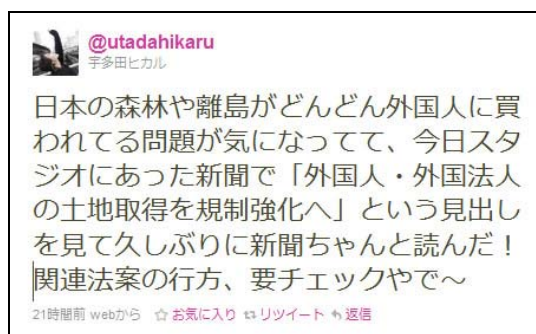 @utadahikaru
宇多田ヒカル
日本の森林や離島がどんどん外国人に買
われてる問題が気になってて、今日スタ
ジオにあった新聞で「外国人・外国法人
の土地取得を規制強化へ」という見出し
を見て久しぶりに新聞ちゃんと読んだ！
関連法案の行方、要チェックやで～
21時間前 webから ☆お気に入り リツイート 返信